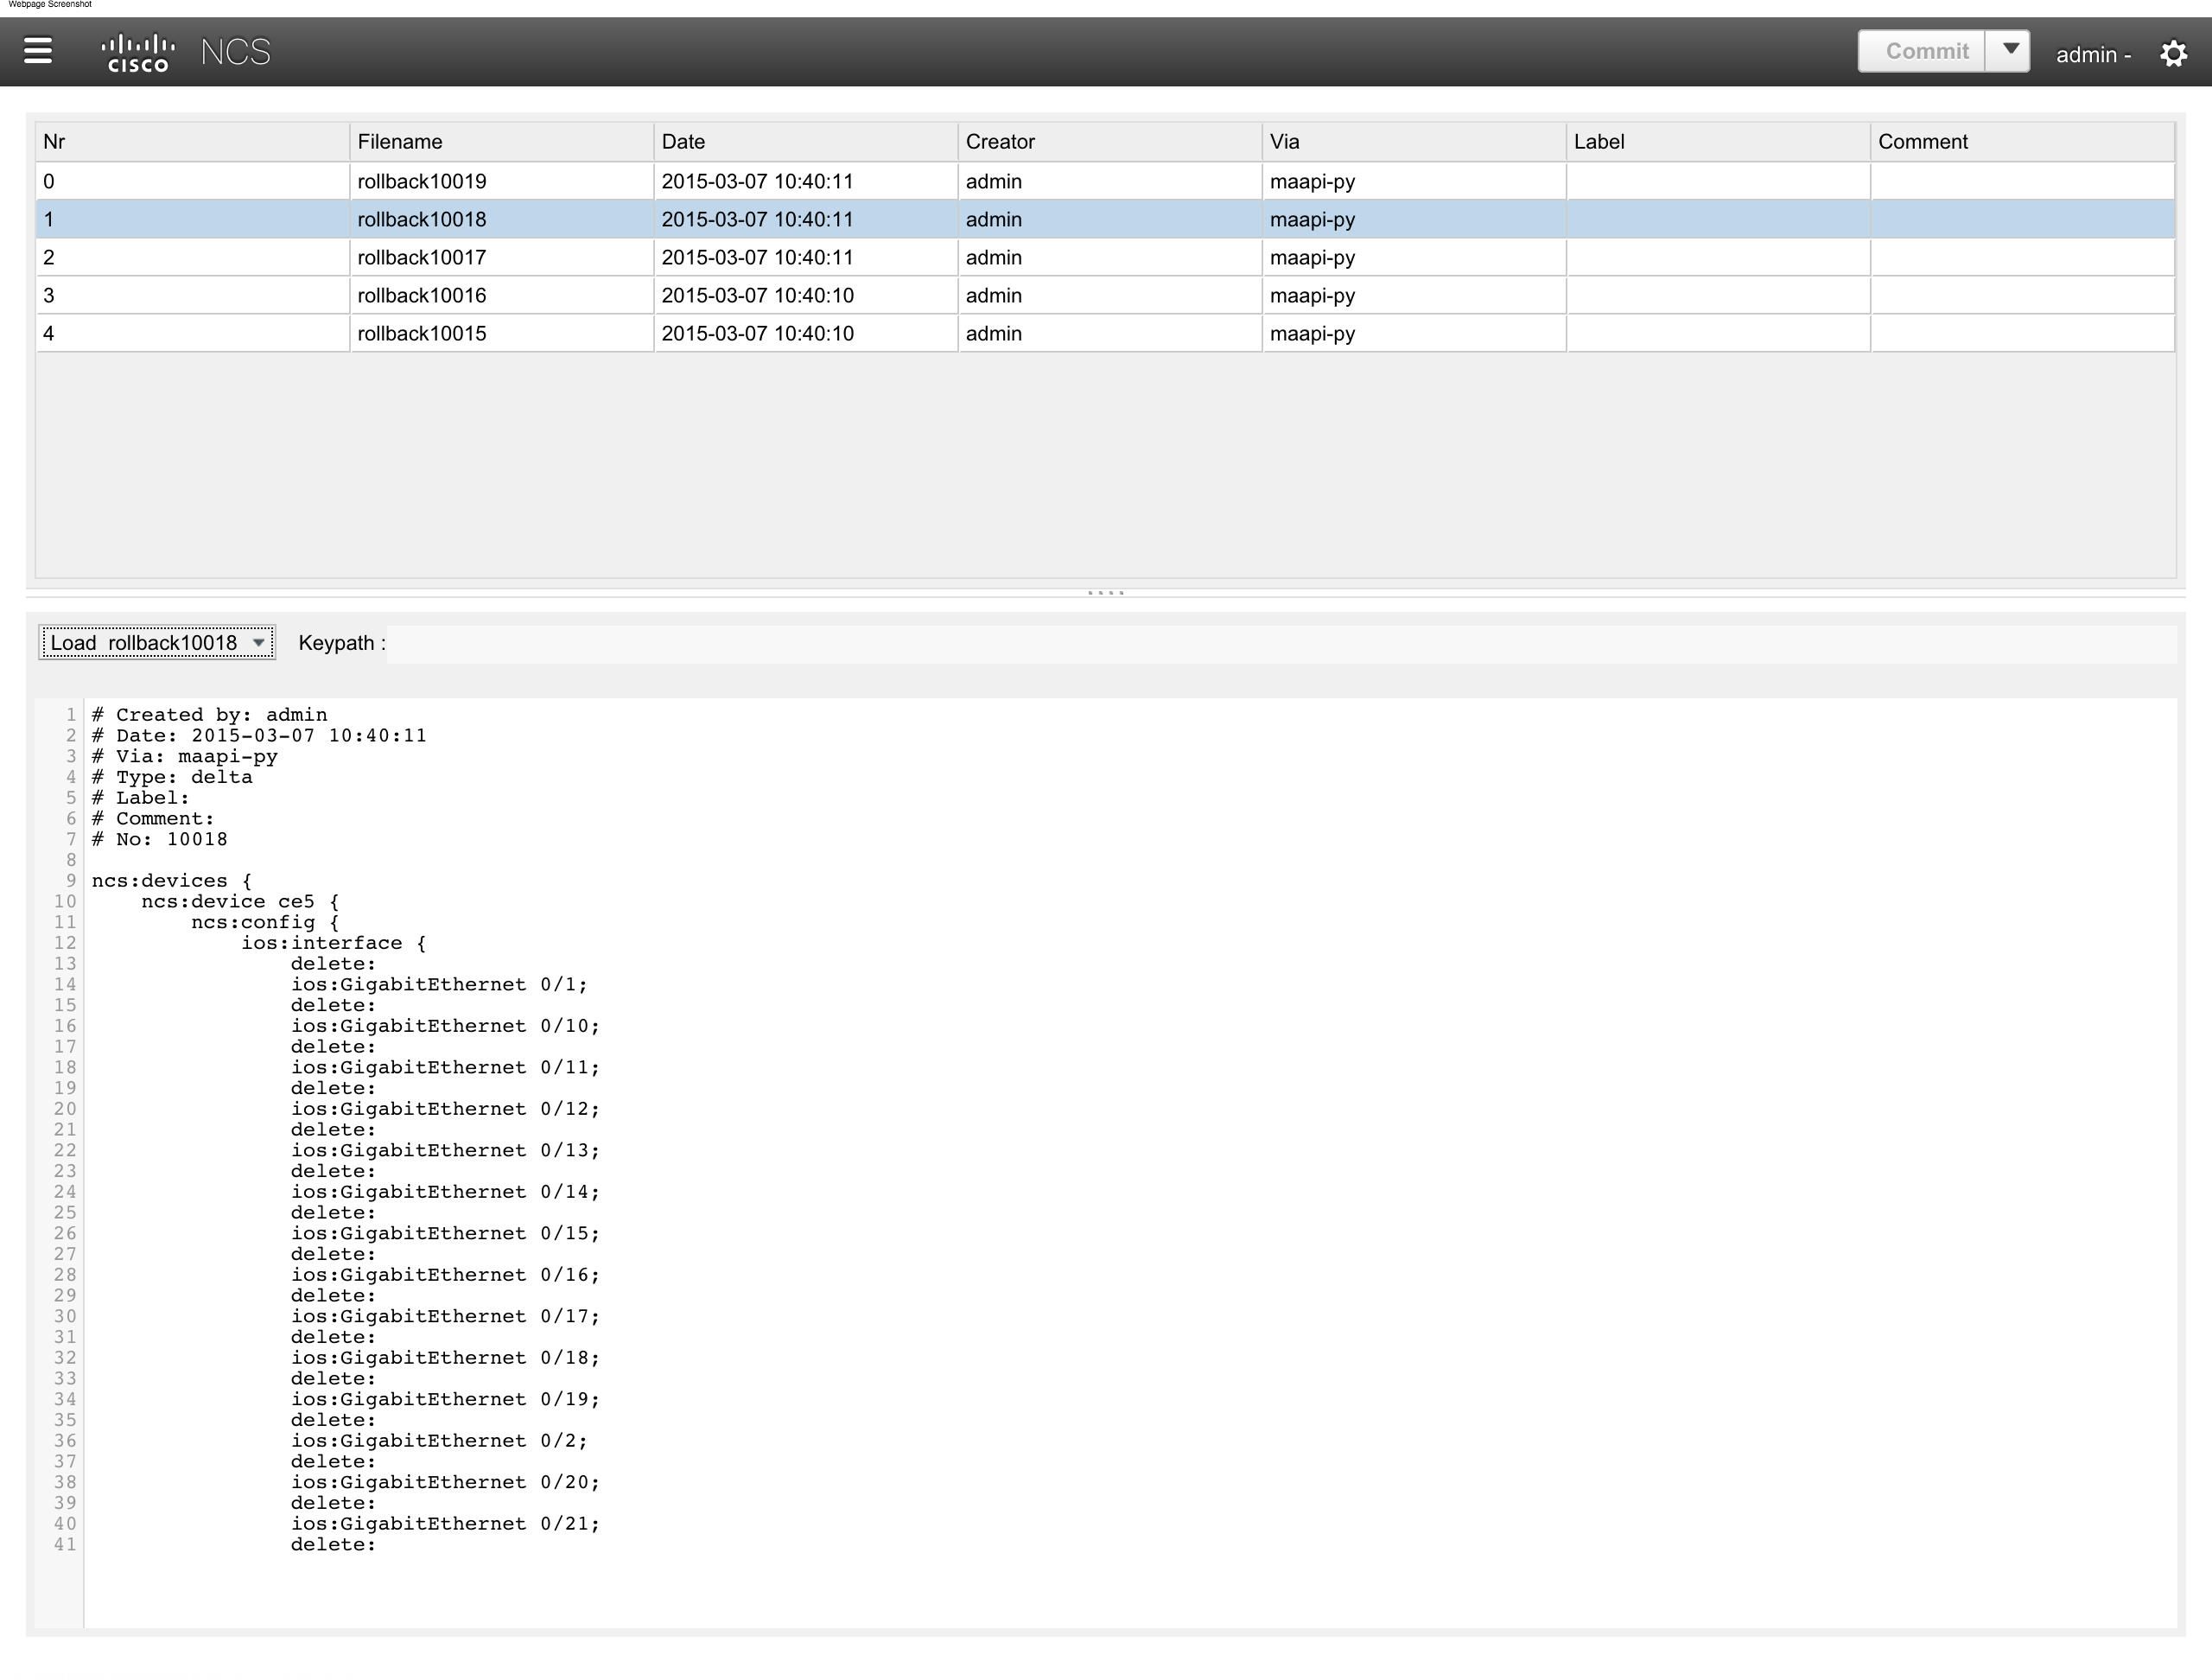 Webpage Screenshot
CISCO NCS Commit admin -
Nr Filename Date Creator Via Label Comment
0 rollback10019 2015-03-07 10:40:11 admin maapi-py
1 rollback10018 2015-03-07 10:40:11 admin maapi-py
2 rollback10017 2015-03-07 10:40:11 admin maapi-py
3 rollback10016 2015-03-07 10:40:10 admin maapi-py
4 rollback10015 2015-03-07 10:40:10 admin maapi-py
Load rollback10018 Keypath :
1 # Created by: admin
2 # Date: 2015-03-07 10:40:11
3 # Via: maapi-py
4 # Type: delta
5 # Label:
6 # Comment:
7 # No: 10018
8
9 ncs:devices {
10 ncs:device ce5 {
11 ncs:config {
12 ios:interface {
13 delete:
14 ios:GigabitEthernet 0/1;
15 delete:
16 ios:GigabitEthernet 0/10;
17 delete:
18 ios:GigabitEthernet 0/11;
19 delete:
20 ios:GigabitEthernet 0/12;
21 delete:
22 ios:GigabitEthernet 0/13;
23 delete:
24 ios:GigabitEthernet 0/14;
25 delete:
26 ios:GigabitEthernet 0/15;
27 delete:
28 ios:GigabitEthernet 0/16;
29 delete:
30 ios:GigabitEthernet 0/17;
31 delete:
32 ios:GigabitEthernet 0/18;
33 delete:
34 ios:GigabitEthernet 0/19;
35 delete:
36 ios:GigabitEthernet 0/2;
37 delete:
38 ios:GigabitEthernet 0/20;
39 delete:
40 ios:GigabitEthernet 0/21;
41 delete: